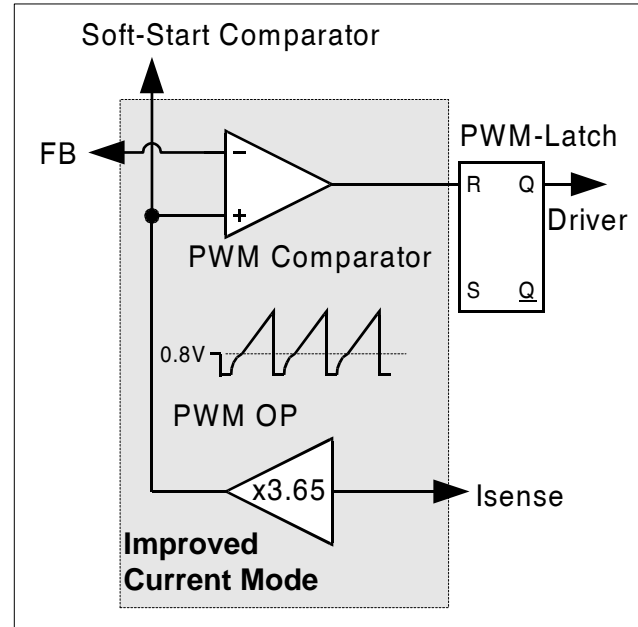 Soft-Start Comparator
FB
PWM-Latch
−
+
R Q
Driver
PWM Comparator
S Q
0.8V
PWM OP
x3.65
Isense
Improved
Current Mode